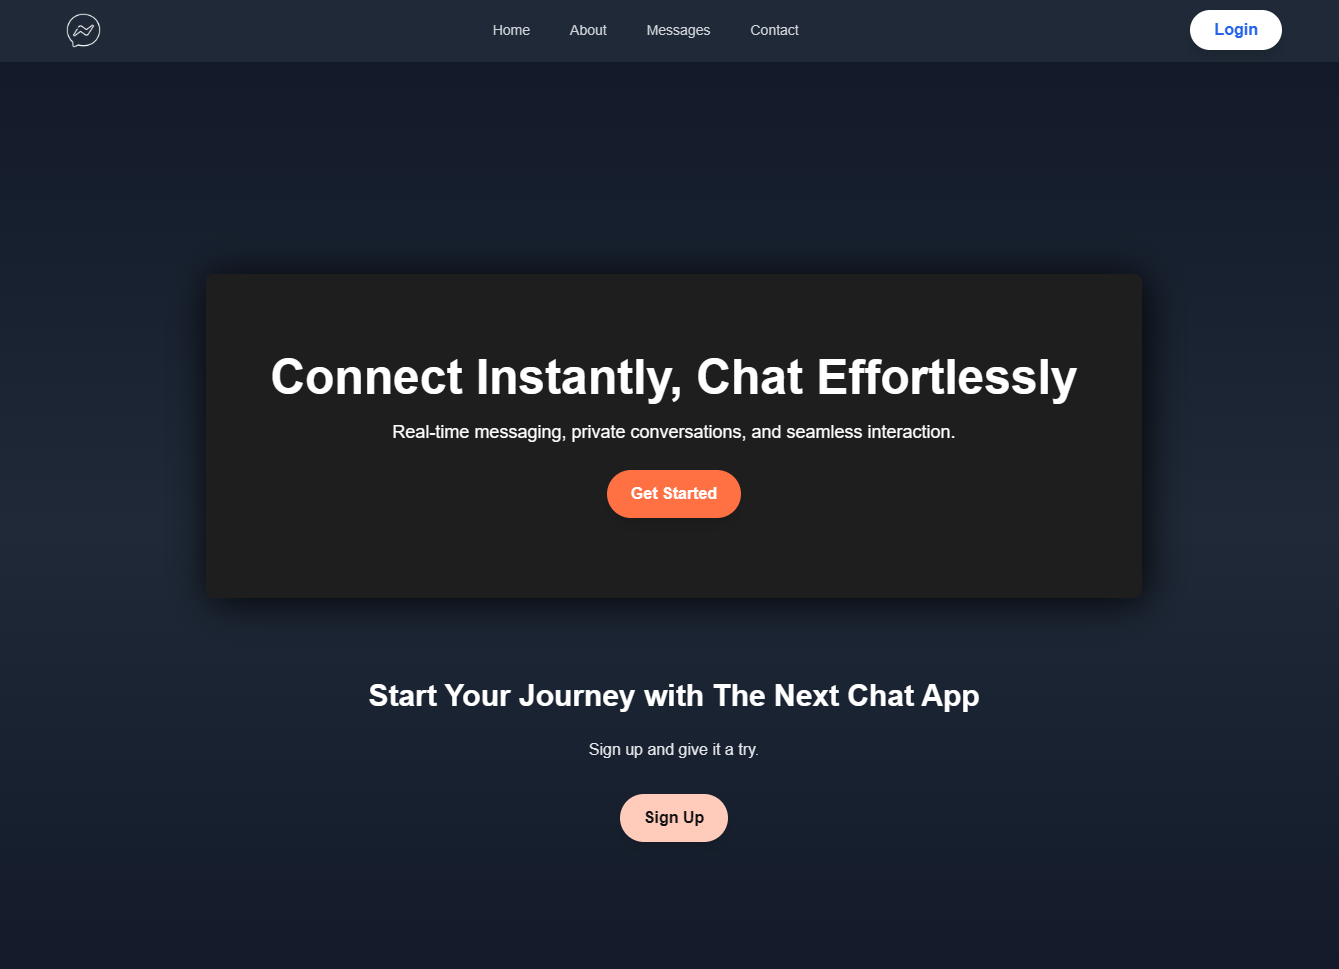 Home
About
Messages
Contact
Login
Connect Instantly, Chat Effortlessly
Real-time messaging, private conversations, and seamless interaction.
Get Started
Start Your Journey with The Next Chat App
Sign up and give it a try.
Sign Up